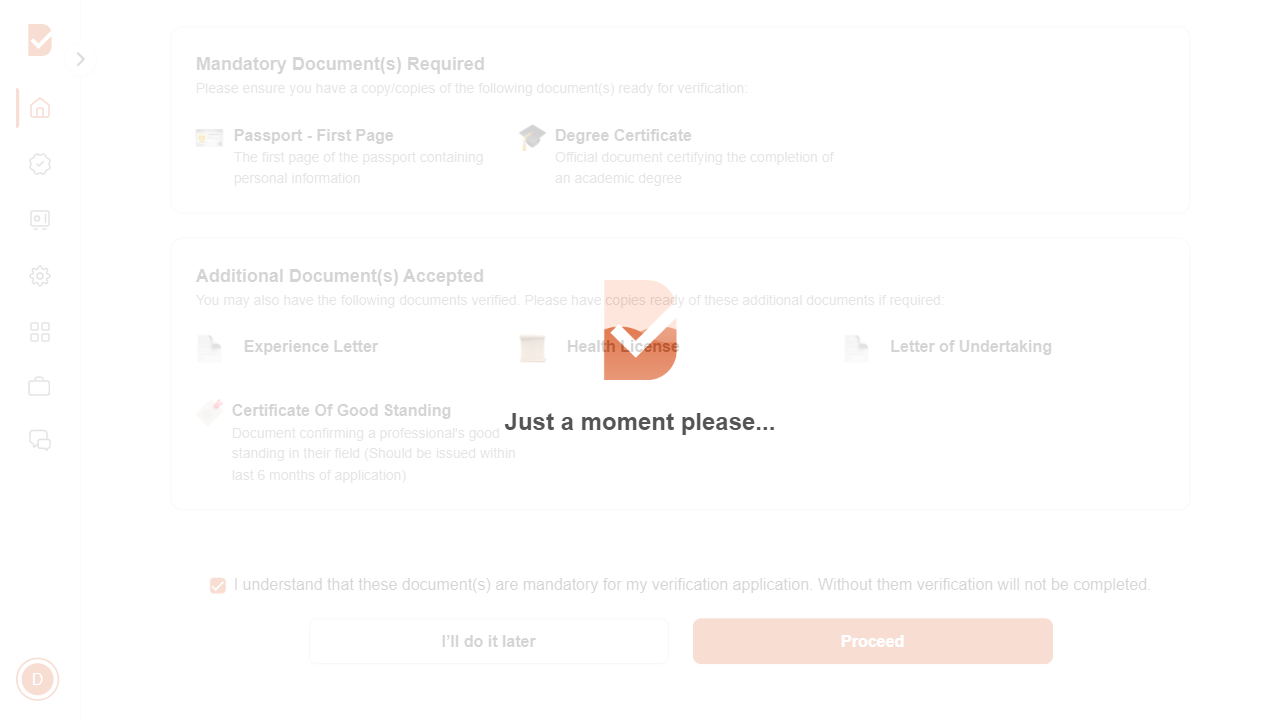 Mandatory Document(s) Required
Please ensure you have a copy/copies of the following document(s) ready for verification:
Passport - First Page
The first page of the passport containing
personal information
Degree Certificate
Official document certifying the completion of
an academic degree
Additional Document(s) Accepted
You may also have the following documents verified. Please have copies ready of these additional documents if required.
Experience Letter
Health License
Letter of Undertaking
Certificate Of Good Standing
Document confirming a professional's good
standing in their field (Should be issued within
last 6 months of application)
Just a moment please...
I understand that these document(s) are mandatory for my verification application. Without them verification will not be completed.
I’ll do it later
Proceed
D